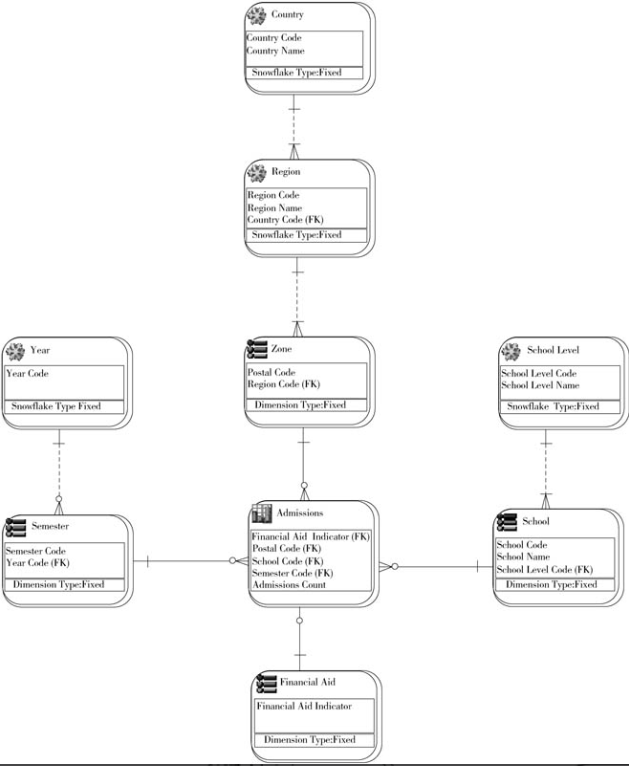 Country
Country Code
Country Name
Snowflake Type:Fixed
Region
Region Code
Region Name
Country Code (FK)
Snowflake Type:Fixed
Zone
Postal Code
Region Code (FK)
Dimension Type:Fixed
Year
Year Code
Snowflake Type Fixed
School Level
School Level Code
School Level Name
Snowflake Type:Fixed
Semester
Semester Code
Year Code (FK)
Dimension Type:Fixed
Admissions
Financial Aid Indicator (FK)
Postal Code (FK)
School Code (FK)
Semester Code (FK)
Admissions Count
School
School Code
School Name
School Level Code (FK)
Dimension Type:Fixed
Financial Aid
Financial Aid Indicator
Dimension Type:Fixed